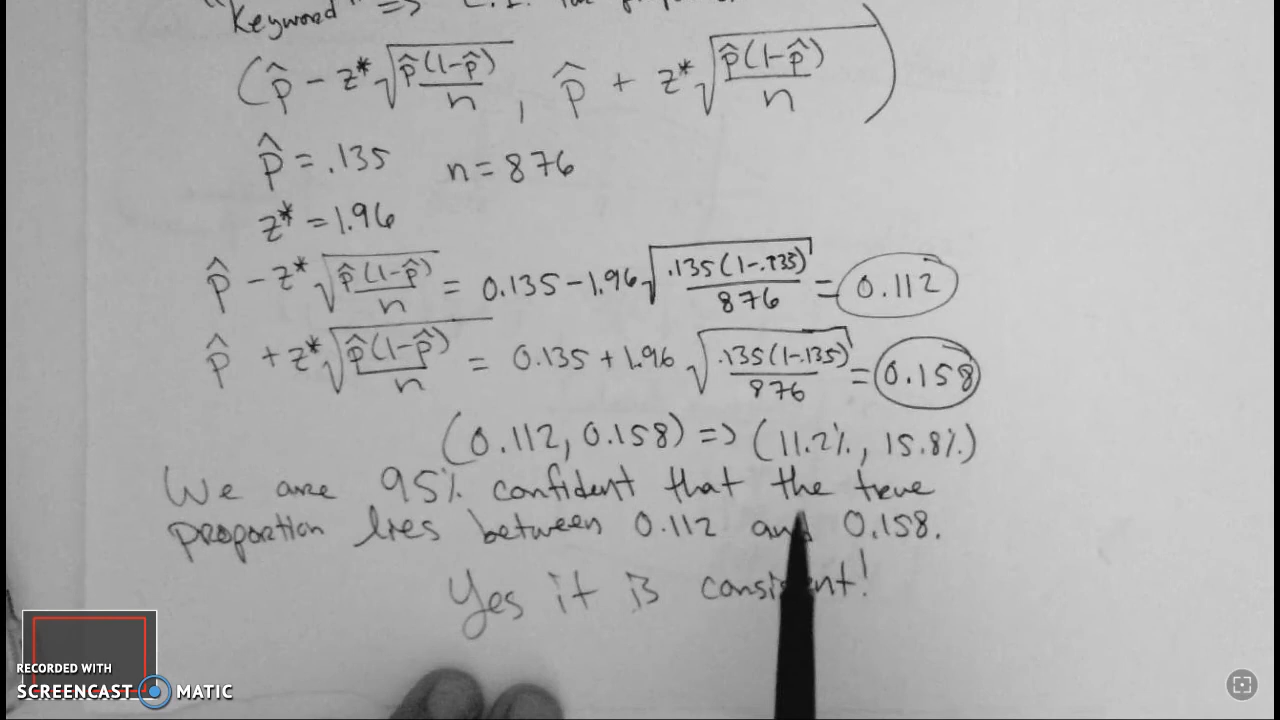 "Keyword" =>
(p̂ - z*√(p̂(1-p̂)/n), p̂ + z*√(p̂(1-p̂)/n))
p̂ = .135 n = 876
z* = 1.96
p̂ - z*√(p̂(1-p̂)/n) = 0.135 - 1.96√(.135(1-.135)/876) = 0.112
p̂ + z*√(p̂(1-p̂)/n) = 0.135 + 1.96√(.135(1-.135)/876) = 0.158
(0.112, 0.158) => (11.2%, 15.8%)
We are 95% confident that the true
proportion lies between 0.112 and 0.158.
Yes it is consistent!
RECORDED WITH
SCREENCAST MATIC